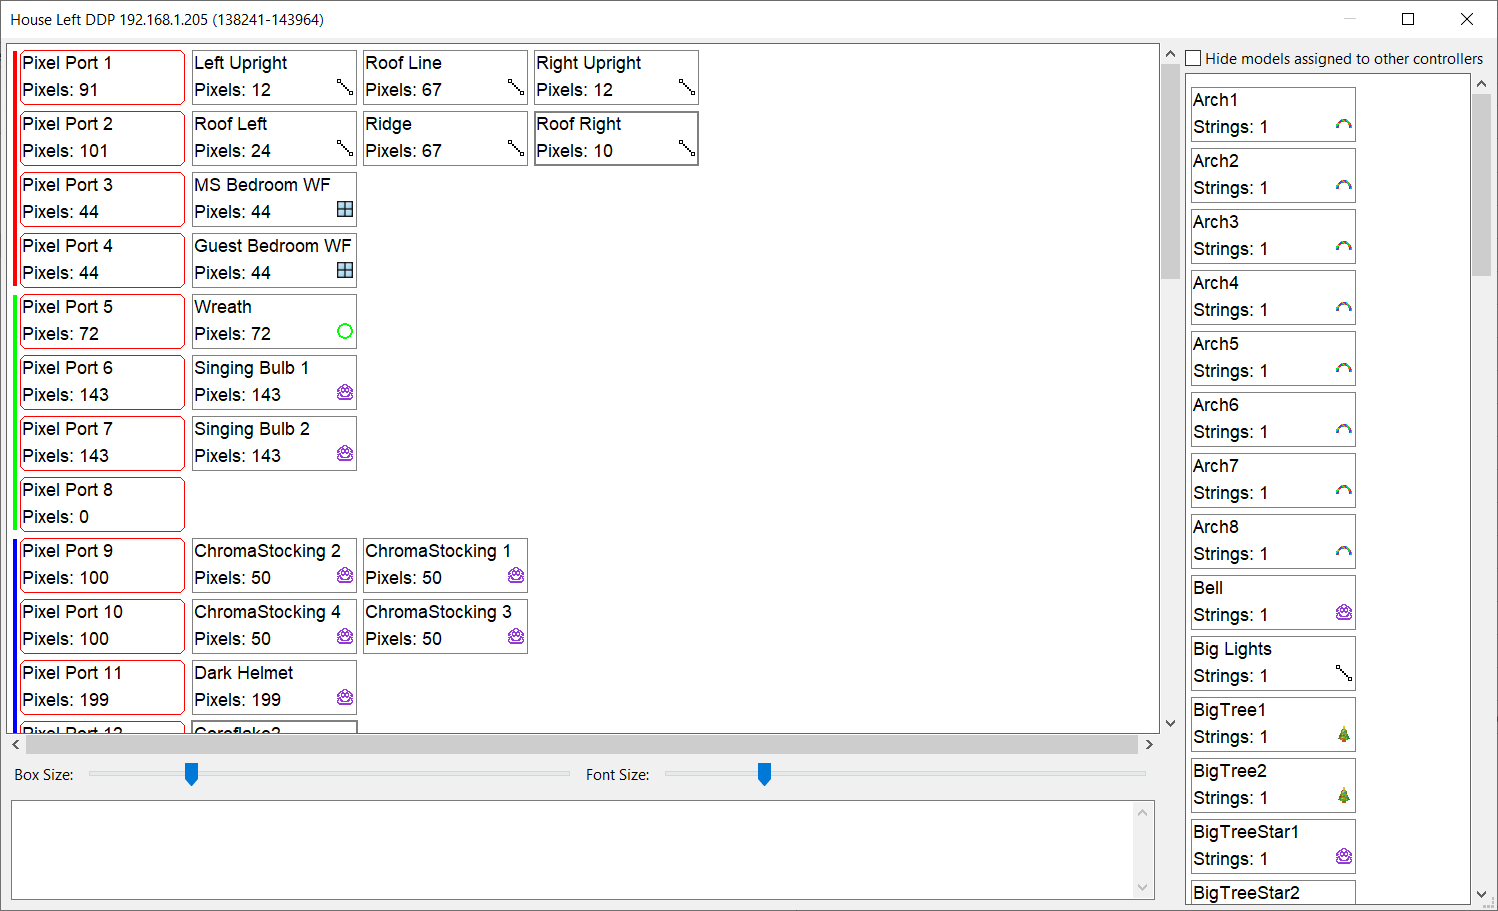 House Left DDP 192.168.1.205 (138241-143964)
Pixel Port 1
Pixels: 91
Left Upright
Pixels: 12
Roof Line
Pixels: 67
Right Upright
Pixels: 12
Pixel Port 2
Pixels: 101
Roof Left
Pixels: 24
Ridge
Pixels: 67
Roof Right
Pixels: 10
Pixel Port 3
Pixels: 44
MS Bedroom WF
Pixels: 44
Pixel Port 4
Pixels: 44
Guest Bedroom WF
Pixels: 44
Pixel Port 5
Pixels: 72
Wreath
Pixels: 72
Pixel Port 6
Pixels: 143
Singing Bulb 1
Pixels: 143
Pixel Port 7
Pixels: 143
Singing Bulb 2
Pixels: 143
Pixel Port 8
Pixels: 0
Pixel Port 9
Pixels: 100
ChromaStocking 2
Pixels: 50
ChromaStocking 1
Pixels: 50
Pixel Port 10
Pixels: 100
ChromaStocking 4
Pixels: 50
ChromaStocking 3
Pixels: 50
Pixel Port 11
Pixels: 199
Dark Helmet
Pixels: 199
Pixel Port 12
Box Size:
Font Size:
Hide models assigned to other controllers
Arch1
Strings: 1
Arch2
Strings: 1
Arch3
Strings: 1
Arch4
Strings: 1
Arch5
Strings: 1
Arch6
Strings: 1
Arch7
Strings: 1
Arch8
Strings: 1
Bell
Strings: 1
Big Lights
Strings: 1
BigTree1
Strings: 1
BigTree2
Strings: 1
BigTreeStar1
Strings: 1
BigTreeStar2